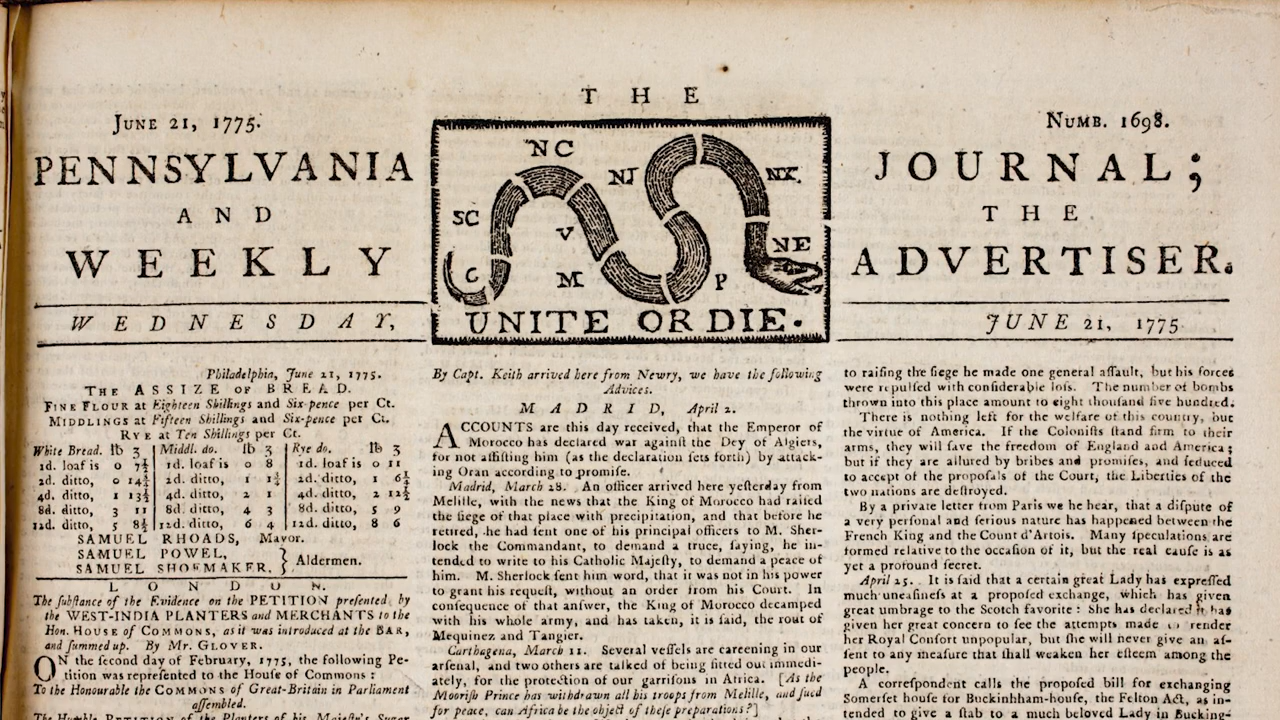 THE
JUNE 21, 1775.
NUMB. 1698.
PENNSYLVANIA
JOURNAL;
AND
THE
WEEKLY
ADVERTISER.
NC
NJ
NY
SC
V
NE
G
M
P
UNITE OR DIE.
WEDNESDAY,
JUNE 21, 1775
Philadelphia, June 21, 1775.
THE ASSIZE OF BREAD.
FINE FLOUR at Eighteen Shillings and Six-pence per Ct.
MIDDLINGS at Fifteen Shillings and Six-pence per Ct.
RYE at Ten Shillings per Ct.
White Bread. lb 3 Middl. do. lb 3 Rye do. lb 3
1d. loaf is 0 7½ 1d. loaf is 0 8 1d. loaf is 0 11
2d. ditto, 0 14¾ 2d. ditto, 1 1½ 2d. ditto, 1 6¼
4d. ditto, 1 13½ 4d. ditto, 2 1 4d. ditto, 2 12½
8d. ditto, 3 11 8d. ditto, 4 3 8d. ditto, 5 9
12d. ditto, 5 8½ 12d. ditto, 6 4 12d. ditto, 8 6
SAMUEL RHOADS, Mayor.
SAMUEL POWEL,
SAMUEL SHOEMAKER, } Aldermen.
LONDON.
The ſubſtance of the Evidence on the PETITION preſented by
the WEST-INDIA PLANTERS and MERCHANTS to the
Hon. HOUSE of COMMONS, as it was introduced at the BAR,
and ſummed up. By Mr. GLOVER.
ON the ſecond day of February, 1775, the following Pe-
tition was repreſented to the Houſe of Commons:
To the Honourable the COMMONS of Great-Britain in Parliament
aſſembled.
The Humble PETITION of the Planters of his Majeſty's Sugar
By Capt. Keith arrived here from Newry, we have the following
Advices.
MADRID, April 2.
ACCOUNTS are this day received, that the Emperor of
Morocco has declared war againſt the Dey of Algiers,
for not aſſiſting him (as the declaration ſets forth) by attack-
ing Oran according to promiſe.
Madrid, March 28. An officer arrived here yeſterday from
Melille, with the news that the King of Morocco had raiſed
the ſiege of that place with precipitation, and that before he
retired, he had ſent one of his principal officers to M. Sher-
lock the Commandant, to demand a truce, ſaying, he in-
tended to write to his Catholic Majeſty, to demand a peace of
him. M. Sherlock ſent him word, that it was not in his power
to grant his requeſt, without an order from his Court. In
conſequence of that anſwer, the King of Morocco decamped
with his whole army, and has taken, it is ſaid, the rout of
Mequinez and Tangier.
Carthagena, March 11. Several veſſels are careening in our
arſenal, and two others are talked of being fitted out immedi-
ately, for the protection of our garriſons in Africa. [As the
Mooriſh Prince has withdrawn all his troops from Melille, and ſued
for peace, can Africa be the object of theſe preparations?]
to raiſing the ſiege he made one general aſſault, but his forces
were repulſed with conſiderable loſs. The number of bombs
thrown into this place amount to eight thouſand five hundred.
There is nothing left for the welfare of this country, but
the virtue of America. If the Coloniſts ſtand firm to their
arms, they will ſave the freedom of England and America;
but if they are allured by bribes and promiſes, and ſeduced
to accept of the propoſals of the Court, the Liberties of the
two nations are deſtroyed.
By a private letter from Paris we hear, that a diſpute of
a very perſonal and ſerious nature has happened between the
French King and the Count d'Artois. Many ſpeculations are
formed relative to the occaſion of it, but the real cauſe is as
yet a profound ſecret.
April 25. It is ſaid that a certain great Lady has expreſſed
much uneaſineſs at a propoſed exchange, which has given
great umbrage to the Scotch favorite: She has declared it has
given her great concern to ſee the attempts made to render
her Royal Conſort unpopular, but ſhe will never give an aſ-
ſent to any meaſure that ſhall weaken her eſteem among the
people.
A correſpondent calls the propoſed bill for exchanging
Somerſet houſe for Buckinhham-houſe, the Felton Act, as in-
tended to give a ſtab to a much beloved Lady in Bucking-